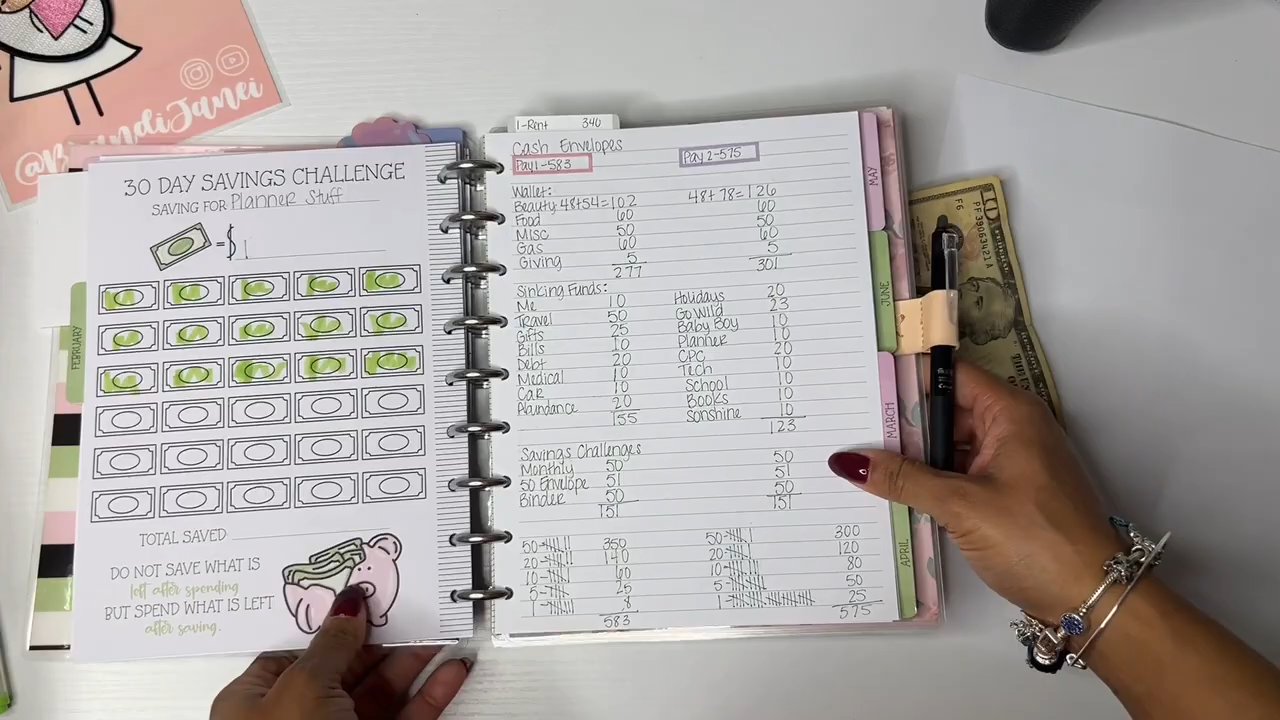 @BrandiJanei
FEBRUARY
30 DAY SAVINGS CHALLENGE
SAVING FOR Planner Stuff
=$ 1
TOTAL SAVED
DO NOT SAVE WHAT IS
left after spending
BUT SPEND WHAT IS LEFT
after saving.
1-Rent 340
Cash Envelopes
Pay 1-583 Pay 2-575
Wallet:
Beauty 48+54=102 48+78=126
Food 60 60
Misc 50 50
Gas 60 60
Giving 5 5
277 301
Sinking Funds:
Me 10 Holidays 20
Travel 50 Go Wild 23
Gifts 25 Baby Boy 10
Bills 10 Planner 10
Debt 20 CPC 20
Medical 10 Tech 10
Car 10 School 10
Abundance 20 Books 10
155 Sonshine 10
123
Savings Challenges
Monthly 50 50
50 Envelope 51 51
Binder 50 50
151 151
50- 350 50- 300
20- 140 20- 120
10- 60 10- 80
5- 25 5- 50
1- 8 1- 25
583 575
MAY
JUNE
MARCH
APRIL
F6
PF39063421C
10